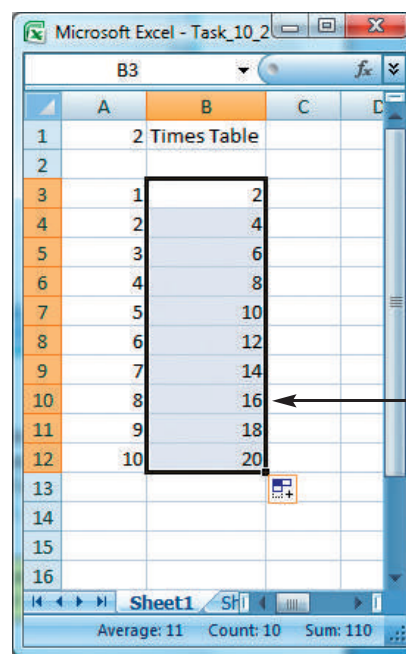 Microsoft Excel - Task_10_2
B3 fx
A B C D
1 2 Times Table
2
3 1 2
4 2 4
5 3 6
6 4 8
7 5 10
8 6 12
9 7 14
10 8 16
11 9 18
12 10 20
13
14
15
16
Sheet1 Sh
Average: 11 Count: 10 Sum: 110